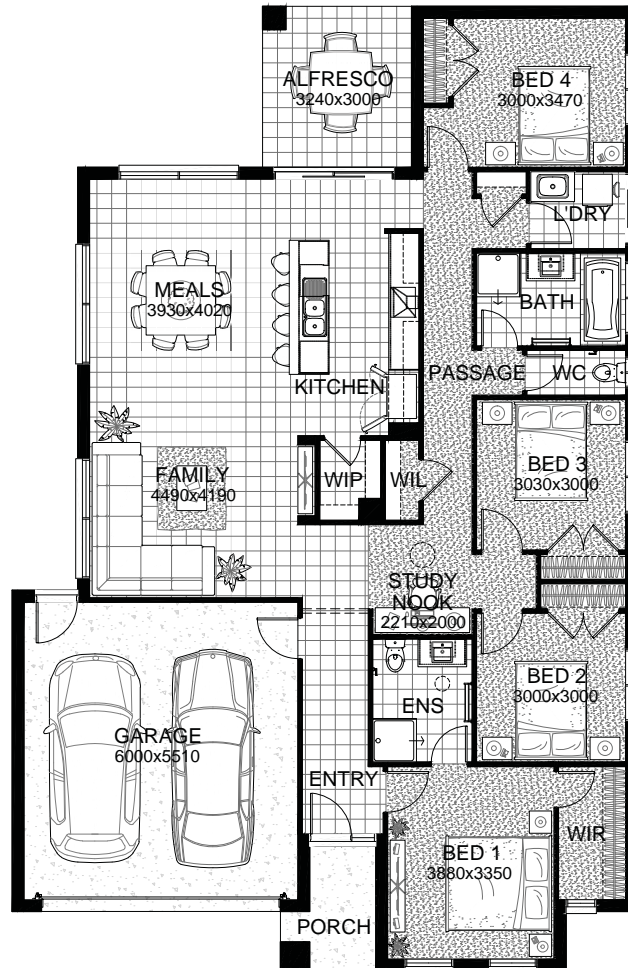 ALFRESCO
3240x3000
BED 4
3000x3470
L'DRY
MEALS
3930x4020
BATH
KITCHEN
PASSAGE
WC
FAMILY
4490x4190
WIP
WIL
BED 3
3030x3000
STUDY
NOOK
2210x2000
ENS
BED 2
3000x3000
GARAGE
6000x5510
ENTRY
BED 1
3880x3350
WIR
PORCH